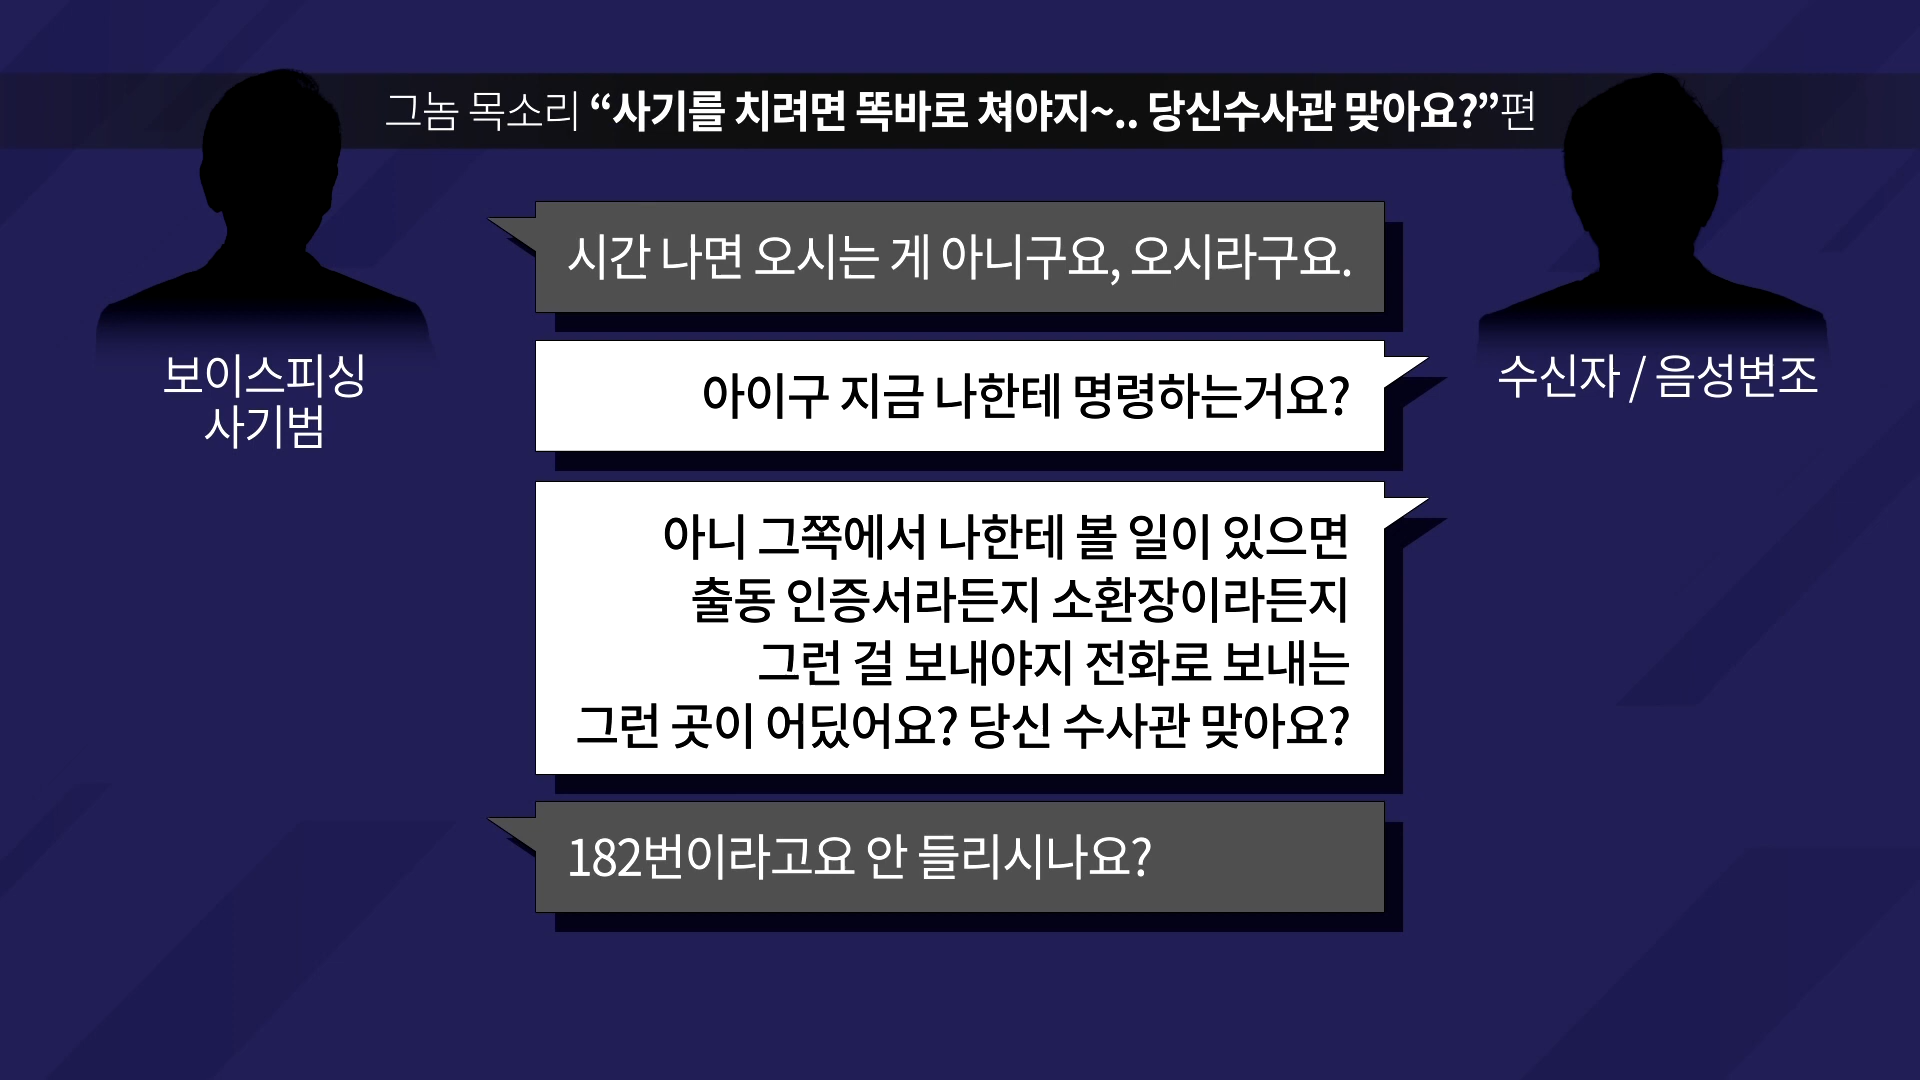 그놈 목소리 “사기를 치려면 똑바로 쳐야지~.. 당신수사관 맞아요?”편
시간 나면 오시는 게 아니구요, 오시라구요.
아이구 지금 나한테 명령하는거요?
보이스피싱
사기범
수신자 / 음성변조
아니 그쪽에서 나한테 볼 일이 있으면
출동 인증서라든지 소환장이라든지
그런 걸 보내야지 전화로 보내는
그런 곳이 어딨어요? 당신 수사관 맞아요?
182번이라고요 안 들리시나요?